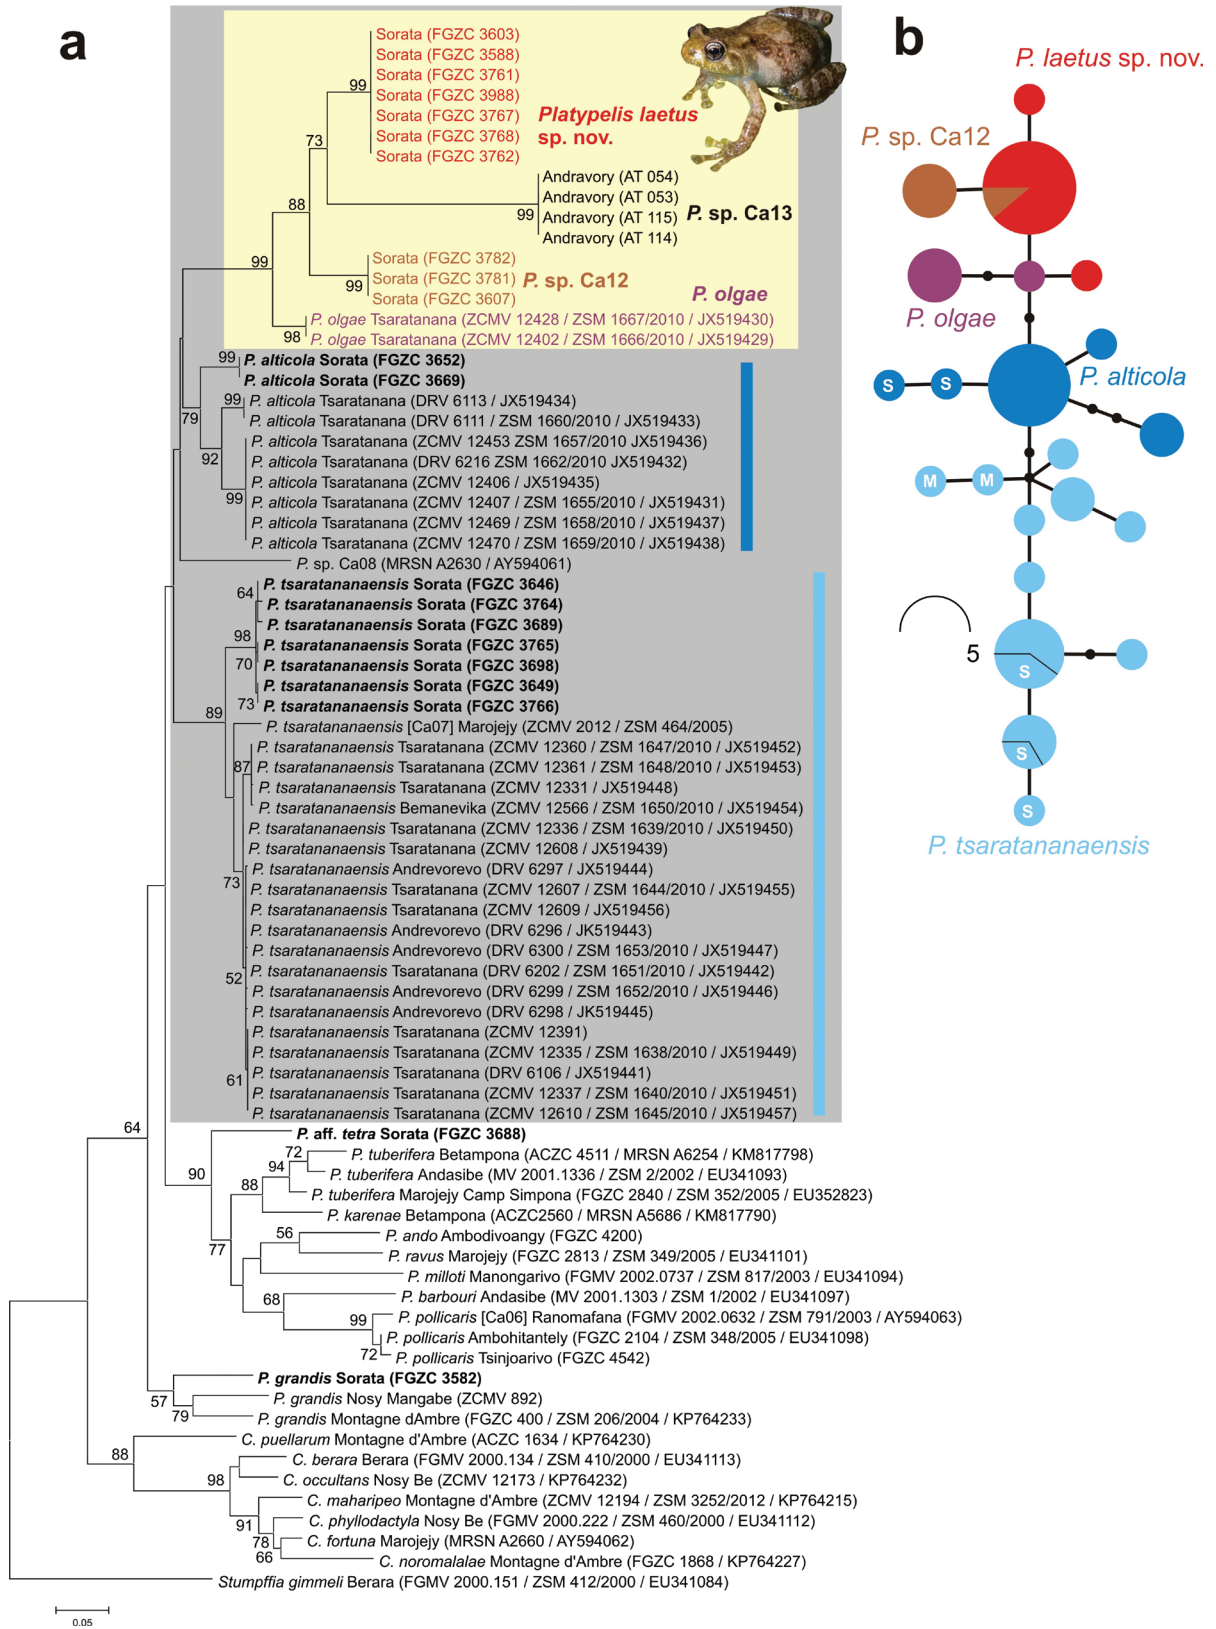 a
Sorata (FGZC 3603)
Sorata (FGZC 3588)
Sorata (FGZC 3761)
Sorata (FGZC 3988)
Sorata (FGZC 3767)
Sorata (FGZC 3768)
Sorata (FGZC 3762)
99
Platypelis laetus
sp. nov.
73
Andravory (AT 054)
Andravory (AT 053)
Andravory (AT 115)
Andravory (AT 114)
99
P. sp. Ca13
88
Sorata (FGZC 3782)
Sorata (FGZC 3781)
Sorata (FGZC 3607)
99
P. sp. Ca12
99
P. olgae
P. olgae Tsaratanana (ZCMV 12428 / ZSM 1667/2010 / JX519430)
P. olgae Tsaratanana (ZCMV 12402 / ZSM 1666/2010 / JX519429)
98
99
P. alticola Sorata (FGZC 3652)
P. alticola Sorata (FGZC 3669)
79
99
P. alticola Tsaratanana (DRV 6113 / JX519434)
P. alticola Tsaratanana (DRV 6111 / ZSM 1660/2010 / JX519433)
92
P. alticola Tsaratanana (ZCMV 12453 ZSM 1657/2010 JX519436)
P. alticola Tsaratanana (DRV 6216 ZSM 1662/2010 JX519432)
P. alticola Tsaratanana (ZCMV 12406 / JX519435)
99
P. alticola Tsaratanana (ZCMV 12407 / ZSM 1655/2010 / JX519431)
P. alticola Tsaratanana (ZCMV 12469 / ZSM 1658/2010 / JX519437)
P. alticola Tsaratanana (ZCMV 12470 / ZSM 1659/2010 / JX519438)
P. sp. Ca08 (MRSN A2630 / AY594061)
64
P. tsaratananaensis Sorata (FGZC 3646)
P. tsaratananaensis Sorata (FGZC 3764)
P. tsaratananaensis Sorata (FGZC 3689)
98
P. tsaratananaensis Sorata (FGZC 3765)
70
P. tsaratananaensis Sorata (FGZC 3698)
P. tsaratananaensis Sorata (FGZC 3649)
73
P. tsaratananaensis Sorata (FGZC 3766)
89
P. tsaratananaensis [Ca07] Marojejy (ZCMV 2012 / ZSM 464/2005)
P. tsaratananaensis Tsaratanana (ZCMV 12360 / ZSM 1647/2010 / JX519452)
87
P. tsaratananaensis Tsaratanana (ZCMV 12361 / ZSM 1648/2010 / JX519453)
P. tsaratananaensis Tsaratanana (ZCMV 12331 / JX519448)
P. tsaratananaensis Bemanevika (ZCMV 12566 / ZSM 1650/2010 / JX519454)
P. tsaratananaensis Tsaratanana (ZCMV 12336 / ZSM 1639/2010 / JX519450)
P. tsaratananaensis Tsaratanana (ZCMV 12608 / JX519439)
73
P. tsaratananaensis Andrevorevo (DRV 6297 / JX519444)
P. tsaratananaensis Tsaratanana (ZCMV 12607 / ZSM 1644/2010 / JX519455)
P. tsaratananaensis Tsaratanana (ZCMV 12609 / JX519456)
P. tsaratananaensis Andrevorevo (DRV 6296 / JK519443)
P. tsaratananaensis Andrevorevo (DRV 6300 / ZSM 1653/2010 / JX519447)
52
P. tsaratananaensis Tsaratanana (DRV 6202 / ZSM 1651/2010 / JX519442)
P. tsaratananaensis Andrevorevo (DRV 6299 / ZSM 1652/2010 / JX519446)
P. tsaratananaensis Andrevorevo (DRV 6298 / JK519445)
P. tsaratananaensis Tsaratanana (ZCMV 12391)
P. tsaratananaensis Tsaratanana (ZCMV 12335 / ZSM 1638/2010 / JX519449)
61
P. tsaratananaensis Tsaratanana (DRV 6106 / JX519441)
P. tsaratananaensis Tsaratanana (ZCMV 12337 / ZSM 1640/2010 / JX519451)
P. tsaratananaensis Tsaratanana (ZCMV 12610 / ZSM 1645/2010 / JX519457)
64
P. aff. tetra Sorata (FGZC 3688)
90
72
P. tuberifera Betampona (ACZC 4511 / MRSN A6254 / KM817798)
94
P. tuberifera Andasibe (MV 2001.1336 / ZSM 2/2002 / EU341093)
88
P. tuberifera Marojejy Camp Simpona (FGZC 2840 / ZSM 352/2005 / EU352823)
P. karenae Betampona (ACZC2560 / MRSN A5686 / KM817790)
77
56
P. ando Ambodivoangy (FGZC 4200)
P. ravus Marojejy (FGZC 2813 / ZSM 349/2005 / EU341101)
P. milloti Manongarivo (FGMV 2002.0737 / ZSM 817/2003 / EU341094)
68
P. barbouri Andasibe (MV 2001.1303 / ZSM 1/2002 / EU341097)
99
P. pollicaris [Ca06] Ranomafana (FGMV 2002.0632 / ZSM 791/2003 / AY594063)
P. pollicaris Ambohitantely (FGZC 2104 / ZSM 348/2005 / EU341098)
72
P. pollicaris Tsinjoarivo (FGZC 4542)
P. grandis Sorata (FGZC 3582)
57
P. grandis Nosy Mangabe (ZCMV 892)
79
P. grandis Montagne dAmbre (FGZC 400 / ZSM 206/2004 / KP764233)
C. puellarum Montagne d'Ambre (ACZC 1634 / KP764230)
88
C. berara Berara (FGMV 2000.134 / ZSM 410/2000 / EU341113)
98
C. occultans Nosy Be (ZCMV 12173 / KP764232)
C. maharipeo Montagne d'Ambre (ZCMV 12194 / ZSM 3252/2012 / KP764215)
91
C. phyllodactyla Nosy Be (FGMV 2000.222 / ZSM 460/2000 / EU341112)
78
C. fortuna Marojejy (MRSN A2660 / AY594062)
66
C. noromalalae Montagne d'Ambre (FGZC 1868 / KP764227)
Stumpffia gimmeli Berara (FGMV 2000.151 / ZSM 412/2000 / EU341084)
0.05
b
P. laetus sp. nov.
P. sp. Ca12
P. olgae
P. alticola
S
S
M
M
5
S
S
S
P. tsaratananaensis